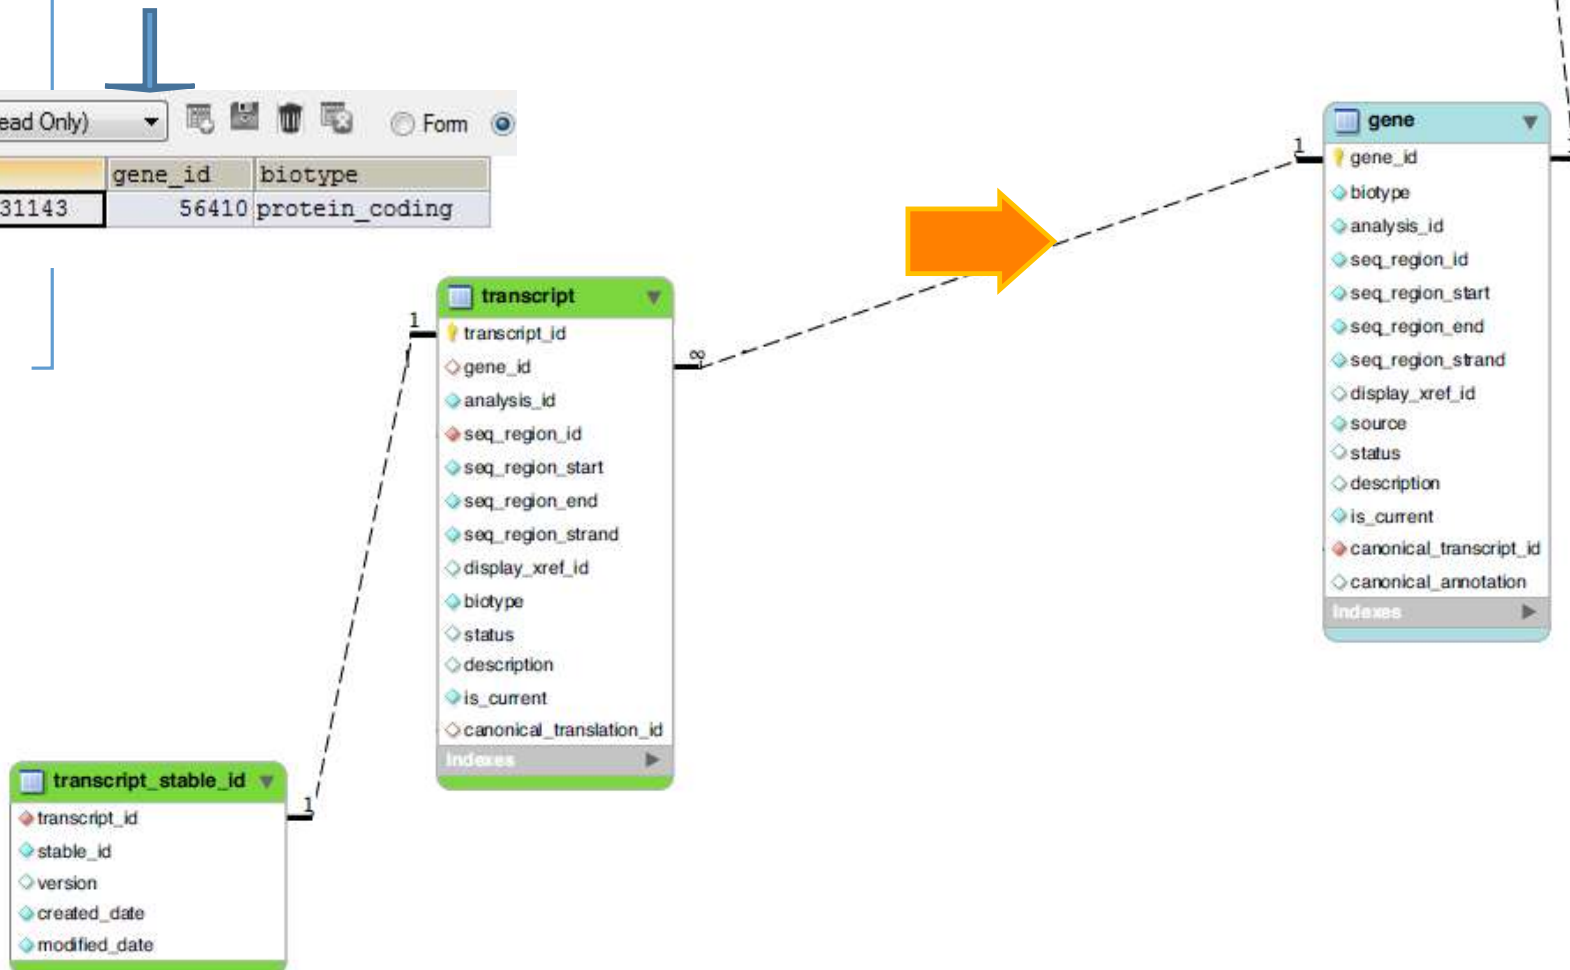 ead Only)
Form
gene_id biotype
31143 56410 protein_coding
transcript
transcript_id
gene_id
analysis_id
seq_region_id
seq_region_start
seq_region_end
seq_region_strand
display_xref_id
biotype
status
description
is_current
canonical_translation_id
Indexes
1
∞
1
gene
gene_id
biotype
analysis_id
seq_region_id
seq_region_start
seq_region_end
seq_region_strand
display_xref_id
source
status
description
is_current
canonical_transcript_id
canonical_annotation
Indexes
transcript_stable_id
transcript_id
stable_id
version
created_date
modified_date
1